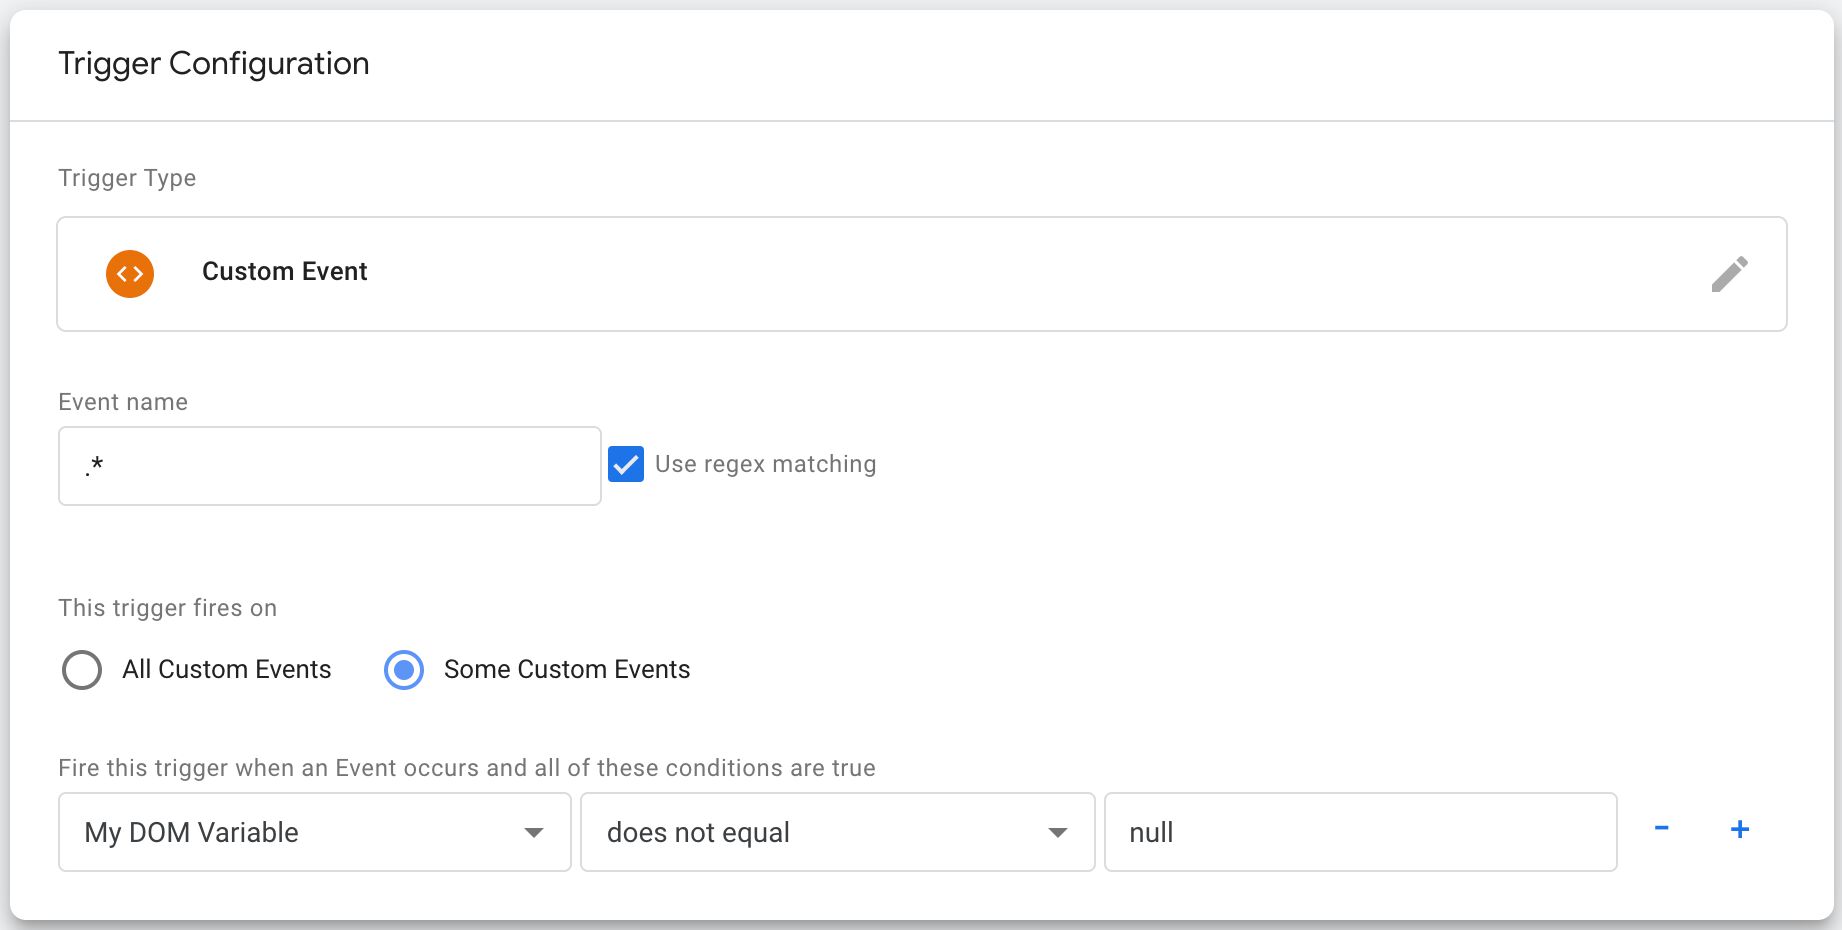 Trigger Configuration
Trigger Type
Custom Event
Event name
.*
Use regex matching
This trigger fires on
All Custom Events
Some Custom Events
Fire this trigger when an Event occurs and all of these conditions are true
My DOM Variable
does not equal
null